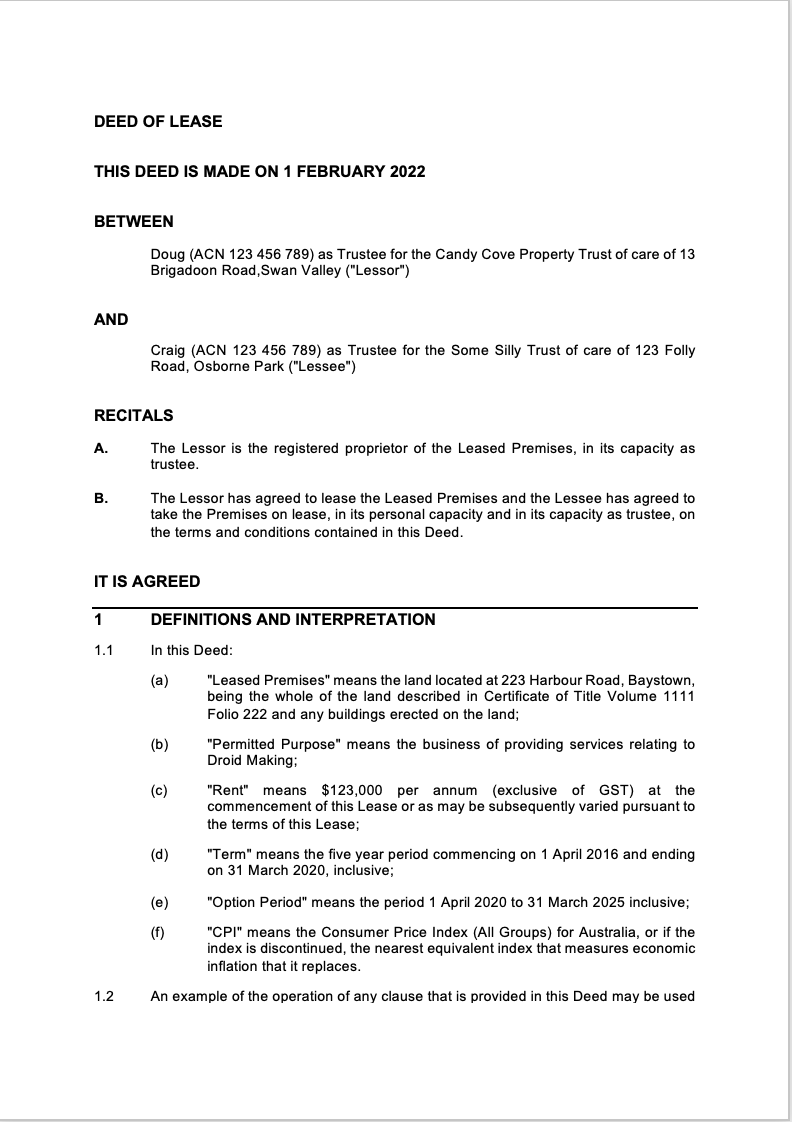 DEED OF LEASE
THIS DEED IS MADE ON 1 FEBRUARY 2022
BETWEEN
Doug (ACN 123 456 789) as Trustee for the Candy Cove Property Trust of care of 13
Brigadoon Road,Swan Valley ("Lessor")
AND
Craig (ACN 123 456 789) as Trustee for the Some Silly Trust of care of 123 Folly
Road, Osborne Park ("Lessee")
RECITALS
A. The Lessor is the registered proprietor of the Leased Premises, in its capacity as
trustee.
B. The Lessor has agreed to lease the Leased Premises and the Lessee has agreed to
take the Premises on lease, in its personal capacity and in its capacity as trustee, on
the terms and conditions contained in this Deed.
IT IS AGREED
1 DEFINITIONS AND INTERPRETATION
1.1 In this Deed:
(a) "Leased Premises" means the land located at 223 Harbour Road, Baystown,
being the whole of the land described in Certificate of Title Volume 1111
Folio 222 and any buildings erected on the land;
(b) "Permitted Purpose" means the business of providing services relating to
Droid Making;
(c) "Rent" means $123,000 per annum (exclusive of GST) at the
commencement of this Lease or as may be subsequently varied pursuant to
the terms of this Lease;
(d) "Term" means the five year period commencing on 1 April 2016 and ending
on 31 March 2020, inclusive;
(e) "Option Period" means the period 1 April 2020 to 31 March 2025 inclusive;
(f) "CPI" means the Consumer Price Index (All Groups) for Australia, or if the
index is discontinued, the nearest equivalent index that measures economic
inflation that it replaces.
1.2 An example of the operation of any clause that is provided in this Deed may be used